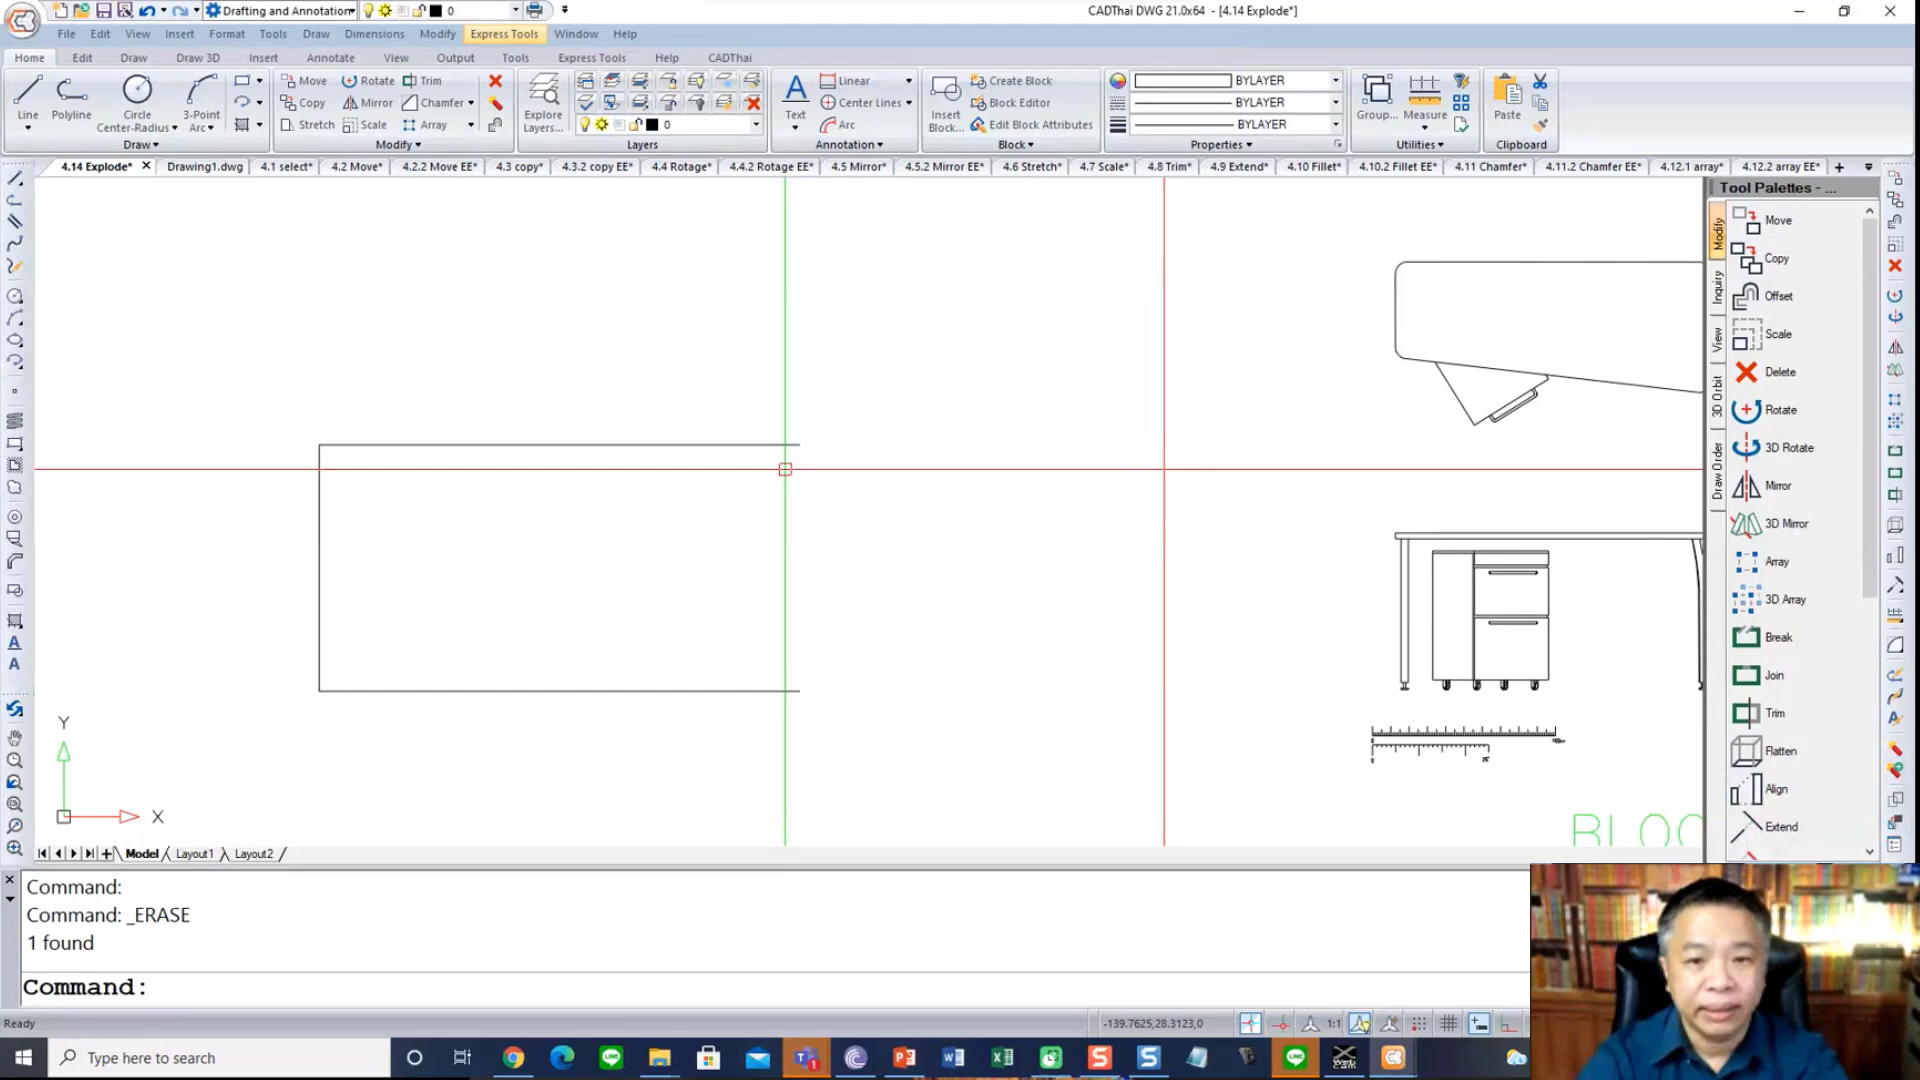 Drafting and Annotation
0
CADThai DWG 21.0x64 - [4.14 Explode*]
File Edit View Insert Format Tools Draw Dimensions Modify Express Tools Window Help
Home Edit Draw Draw 3D Insert Annotate View Output Tools Express Tools Help CADThai
Line
Polyline
Circle
Center-Radius
3-Point
Arc
Draw
Move Rotate Trim
Copy Mirror Chamfer
Stretch Scale Array
Modify
Explore
Layers...
0
Layers
Text
Linear
Center Lines
Arc
Annotation
Insert
Block...
Create Block
Block Editor
Edit Block Attributes
Block
BYLAYER
BYLAYER
BYLAYER
Properties
Group...
Measure
Utilities
Paste
Clipboard
4.14 Explode* Drawing1.dwg 4.1 select* 4.2 Move* 4.2.2 Move EE* 4.3 copy* 4.3.2 copy EE* 4.4 Rotage* 4.4.2 Rotage EE* 4.5 Mirror* 4.5.2 Mirror EE* 4.6 Stretch* 4.7 Scale* 4.8 Trim* 4.9 Extend* 4.10 Fillet* 4.10.2 Fillet EE* 4.11 Chamfer* 4.11.2 Chamfer EE* 4.12.1 array* 4.12.2 array EE*
Tool Palettes - ...
Modify
Inquiry
View
3D Orbit
Draw Order
Move
Copy
Offset
Scale
Delete
Rotate
3D Rotate
Mirror
3D Mirror
Array
3D Array
Break
Join
Trim
Flatten
Align
Extend
Y
X
BLOC
Model Layout1 Layout2
Command:
Command: _ERASE
1 found
Command:
Ready
-139.7625,28.3123,0
1:1
Type here to search